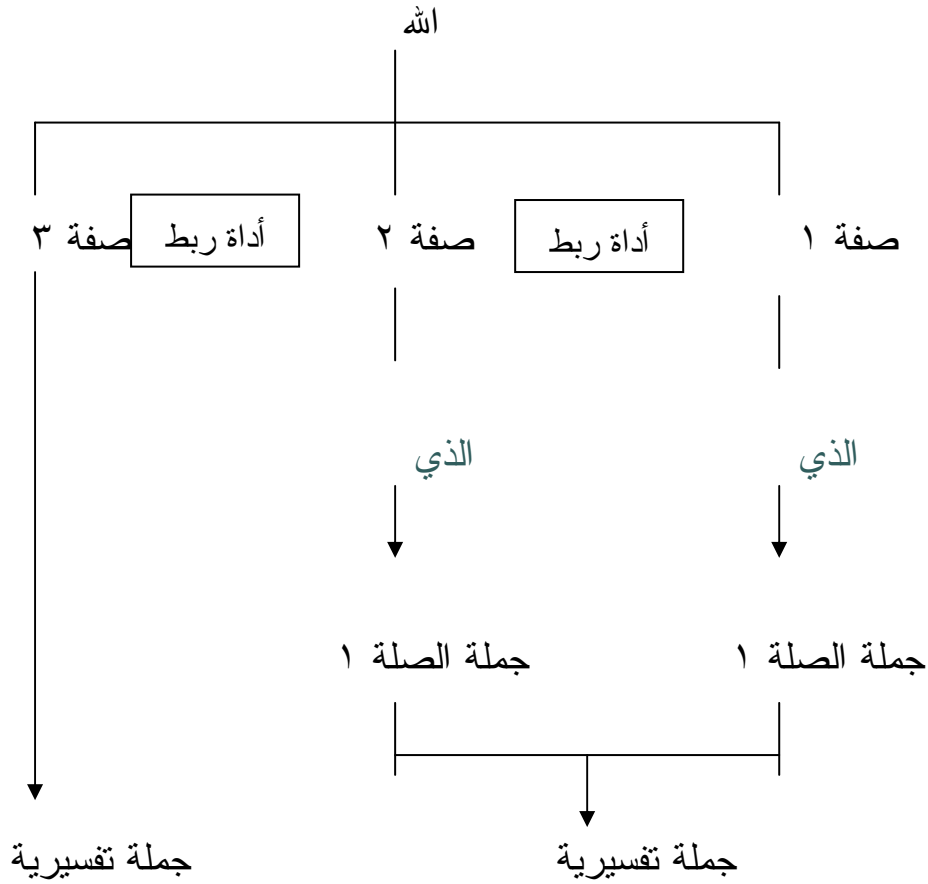 الله
صفة ١ أداة ربط صفة ٢ أداة ربط صفة ٣
الذي الذي
جملة الصلة ١ جملة الصلة ١
جملة تفسيرية جملة تفسيرية